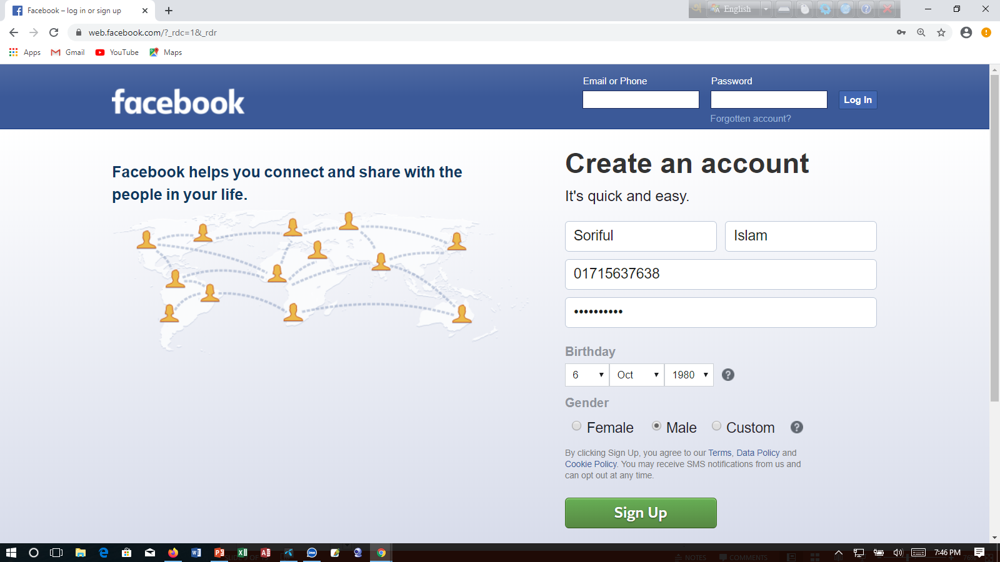 Facebook – log in or sign up
English
web.facebook.com/?_rdc=1&_rdr
Apps
Gmail
YouTube
Maps
facebook
Email or Phone
Password
Log In
Forgotten account?
Facebook helps you connect and share with the
people in your life.
Create an account
It's quick and easy.
Soriful
Islam
01715637638
••••••••••
Birthday
6
Oct
1980
Gender
Female
Male
Custom
By clicking Sign Up, you agree to our Terms, Data Policy and
Cookie Policy. You may receive SMS notifications from us and
can opt out at any time.
Sign Up
imo
NOTES
COMMENTS
7:46 PM